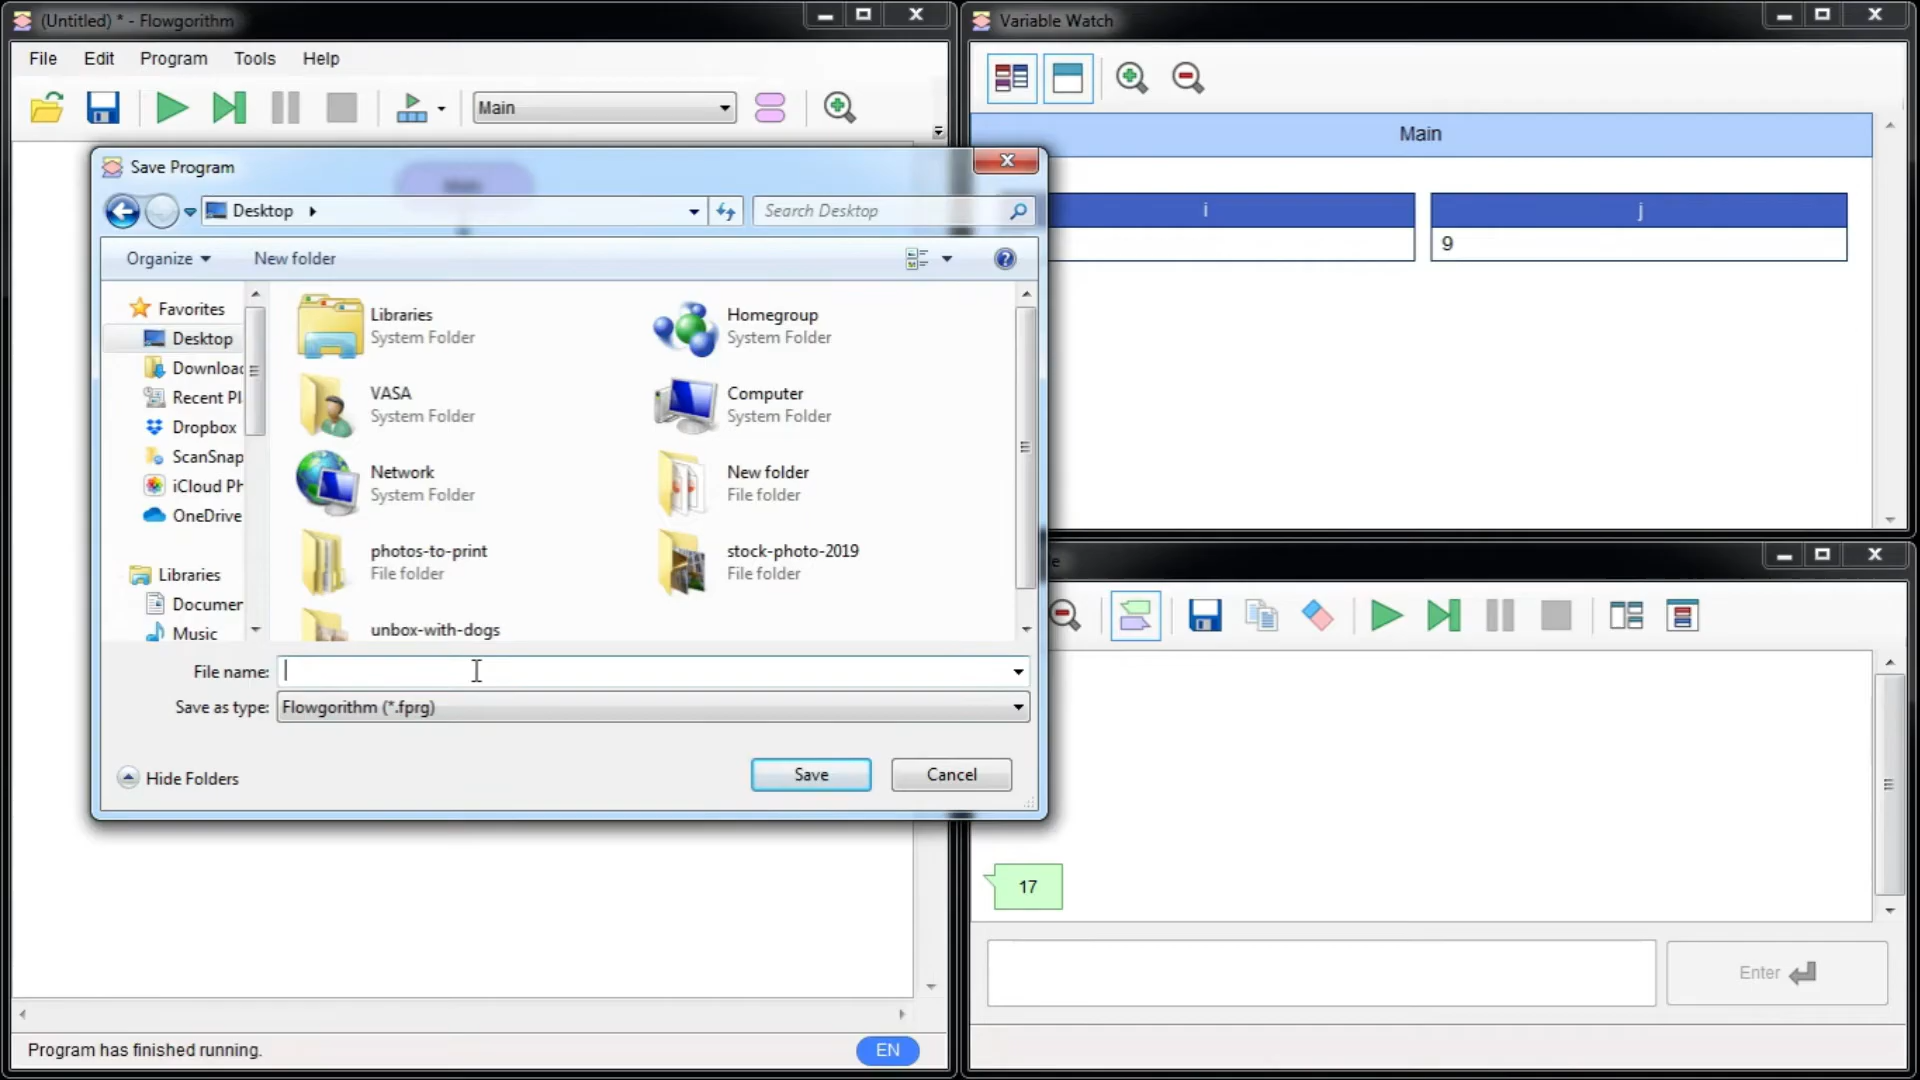 (Untitled) * - Flowgorithm
File Edit Program Tools Help
Main
Save Program
Desktop
Search Desktop
Organize New folder
Favorites
Desktop
Downloac
Recent Pl
Dropbox
ScanSnap
iCloud Ph
OneDrive
Libraries
Documer
Music
Libraries
System Folder
Homegroup
System Folder
VASA
System Folder
Computer
System Folder
Network
System Folder
New folder
File folder
photos-to-print
File folder
stock-photo-2019
File folder
unbox-with-dogs
File name:
Save as type: Flowgorithm (*.fprg)
Hide Folders
Save
Cancel
Program has finished running.
EN
Variable Watch
Main
i
j
9
17
Enter